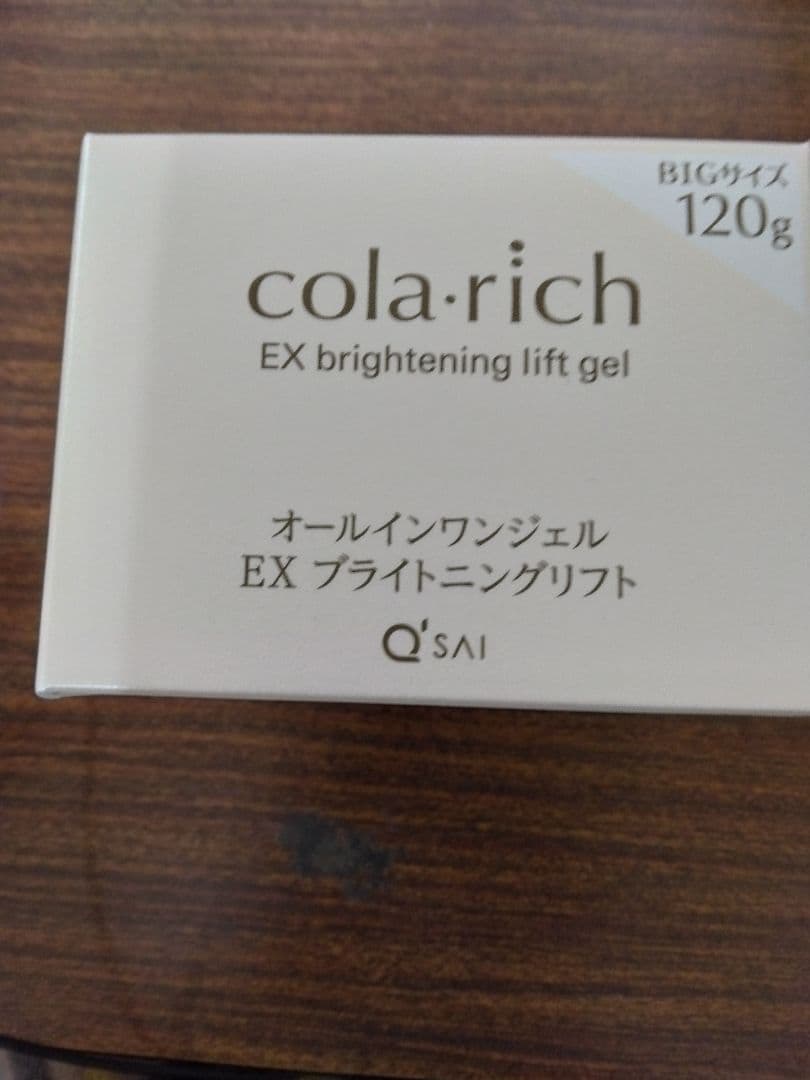 BIGサイズ
120g
cola・rich
EX brightening lift gel
オールインワンジェル
EX ブライトニングリフト
Q'SAI